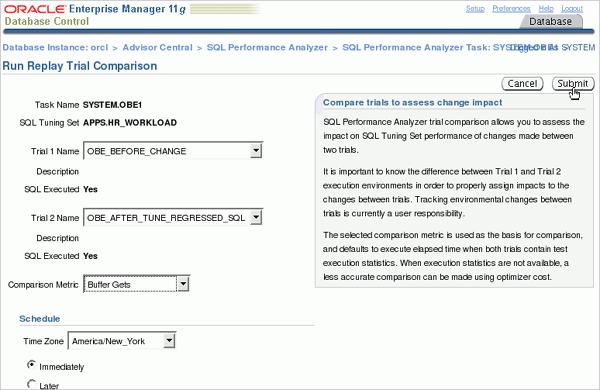 ORACLE Enterprise Manager 11g
Database Control
Setup Preferences Help Logout
Database
Database Instance: orcl > Advisor Central > SQL Performance Analyzer > SQL Performance Analyzer Task: SYSTEM.OBE1 >
Logged in As SYSTEM
Run Replay Trial Comparison
Cancel Submit
Task Name SYSTEM.OBE1
SQL Tuning Set APPS.HR_WORKLOAD
Trial 1 Name OBE_BEFORE_CHANGE
Description
SQL Executed Yes
Trial 2 Name OBE_AFTER_TUNE_REGRESSED_SQL
Description
SQL Executed Yes
Comparison Metric Buffer Gets
Compare trials to assess change impact
SQL Performance Analyzer trial comparison allows you to assess the
impact on SQL Tuning Set performance of changes made between
two trials.
It is important to know the difference between Trial 1 and Trial 2
execution environments in order to properly assign impacts to the
changes between trials. Tracking environmental changes between
trials is currently a user responsibility.
The selected comparison metric is used as the basis for comparison,
and defaults to execute elapsed time when both trials contain test
execution statistics. When execution statistics are not available, a
less accurate comparison can be made using optimizer cost.
Schedule
Time Zone America/New_York
Immediately
Later